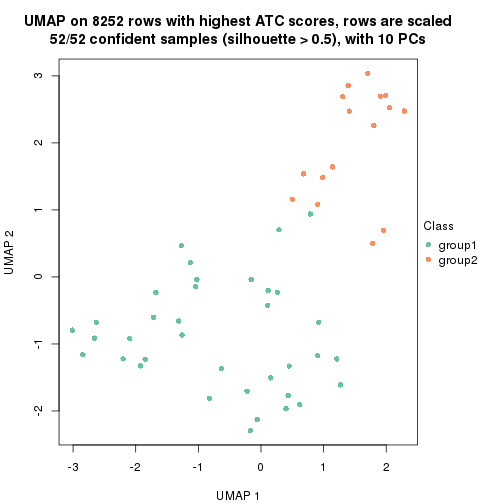 UMAP on 8252 rows with highest ATC scores, rows are scaled
52/52 confident samples (silhouette > 0.5), with 10 PCs
3
2
1
0
-1
-2
UMAP 2
-3
-2
-1
0
1
2
UMAP 1
Class
group1
group2